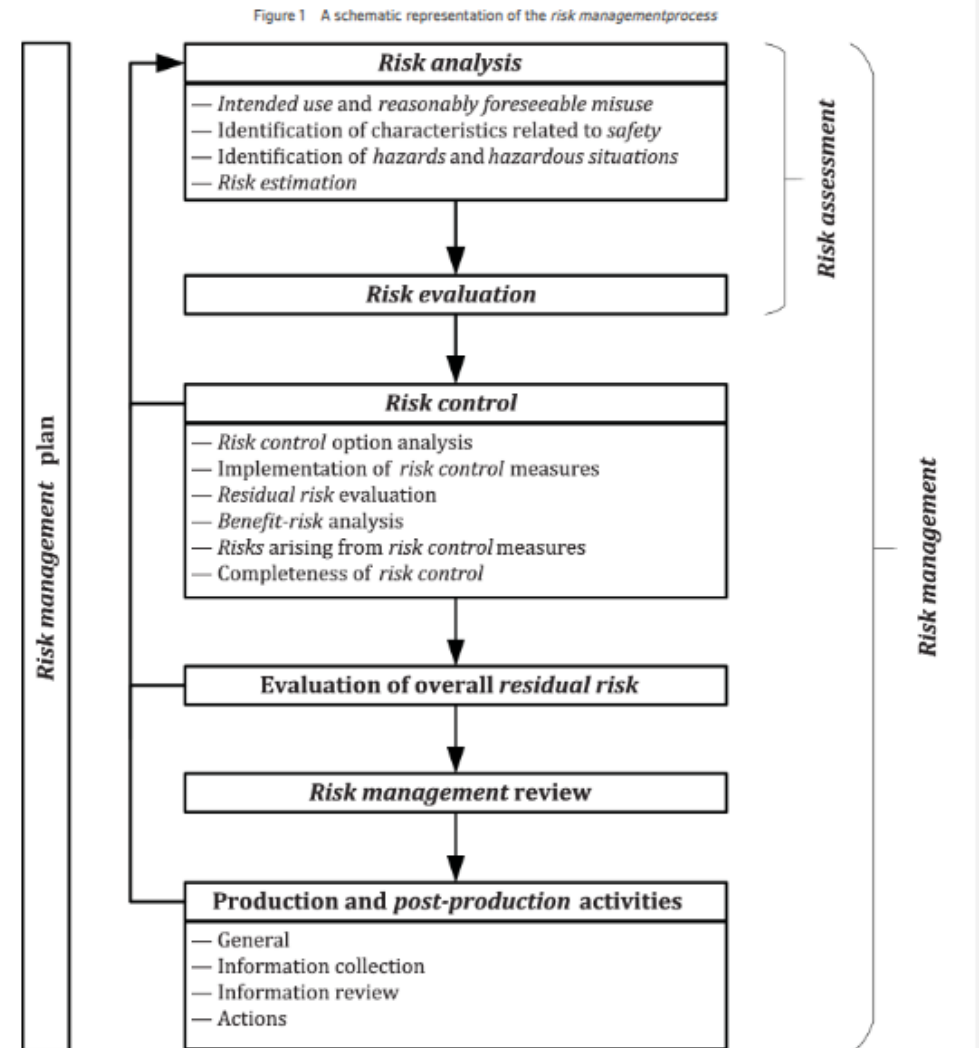 Figure 1 A schematic representation of the risk managementprocess
Risk management plan
Risk analysis
— Intended use and reasonably foreseeable misuse
— Identification of characteristics related to safety
— Identification of hazards and hazardous situations
— Risk estimation
Risk evaluation
Risk assessment
Risk control
— Risk control option analysis
— Implementation of risk control measures
— Residual risk evaluation
— Benefit-risk analysis
— Risks arising from risk control measures
— Completeness of risk control
Evaluation of overall residual risk
Risk management review
Production and post-production activities
— General
— Information collection
— Information review
— Actions
Risk management